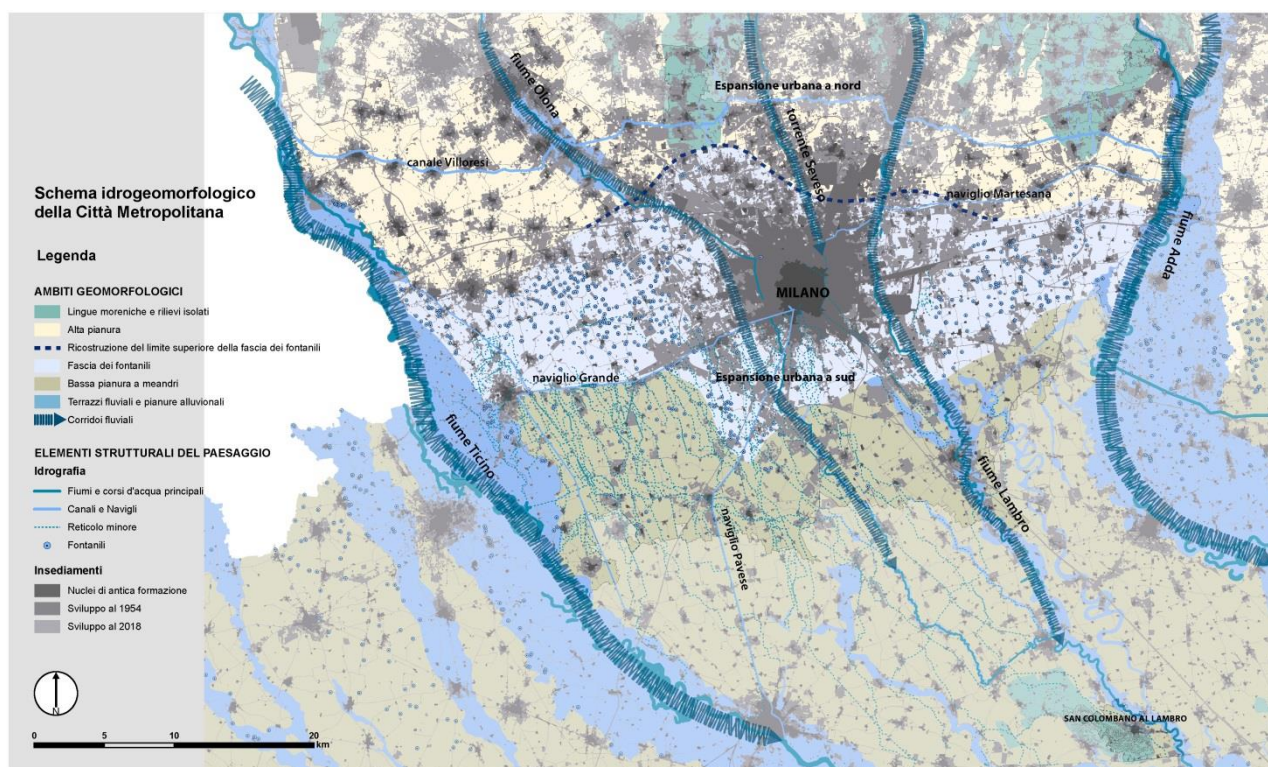 Schema idrogeomorfologico
della Città Metropolitana
Legenda
AMBITI GEOMORFOLOGICI
Lingue moreniche e rilievi isolati
Alta pianura
Ricostruzione del limite superiore della fascia dei fontanili
Fascia dei fontanili
Bassa pianura a meandri
Terrazzi fluviali e pianure alluvionali
Corridoi fluviali
ELEMENTI STRUTTURALI DEL PAESAGGIO
Idrografia
Fiumi e corsi d'acqua principali
Canali e Navigli
Reticolo minore
Fontanili
Insediamenti
Nuclei di antica formazione
Sviluppo al 1954
Sviluppo al 2018
N
0 5 10 20
km
fiume Olona
Espansione urbana a nord
torrente Seveso
canale Villoresi
naviglio Martesana
fiume Adda
MILANO
naviglio Grande
Espansione urbana a sud
fiume Ticino
fiume Lambro
naviglio Pavese
SAN COLOMBANO AL LAMBRO